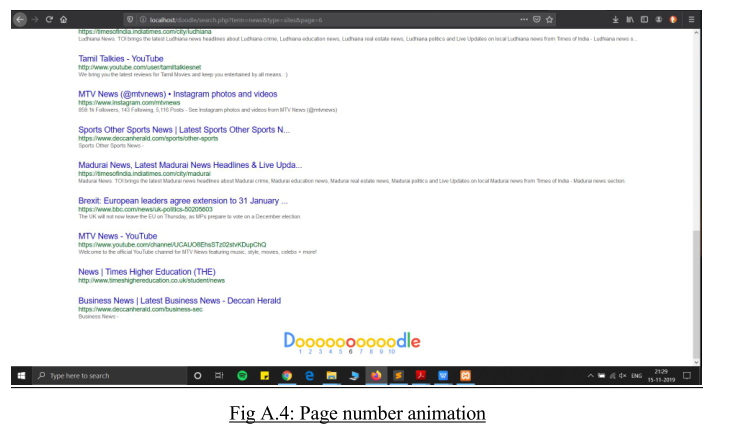 localhost/doodle/search.php?term=news&type=sites&page=6
https://timesofindia.indiatimes.com/city/ludhiana
Ludhiana News: TOI brings the latest Ludhiana news headlines about Ludhiana crime, Ludhiana education news, Ludhiana real estate news, Ludhiana politics and Live Updates on local Ludhiana news from Times of India - Ludhiana news s...
Tamil Talkies - YouTube
http://www.youtube.com/user/tamiltalkiesnet
We bring you the latest reviews for Tamil Movies and keep you entertained by all means. :)
MTV News (@mtvnews) • Instagram photos and videos
https://www.instagram.com/mtvnews
859.1k Followers, 143 Following, 5,110 Posts - See Instagram photos and videos from MTV News (@mtvnews)
Sports Other Sports News | Latest Sports Other Sports N...
https://www.deccanherald.com/sports/other-sports
Sports Other Sports News -
Madurai News, Latest Madurai News Headlines & Live Upda...
https://timesofindia.indiatimes.com/city/madurai
Madurai News: TOI brings the latest Madurai news headlines about Madurai crime, Madurai education news, Madurai real estate news, Madurai politics and Live Updates on local Madurai news from Times of India - Madurai news section.
Brexit: European leaders agree extension to 31 January ...
https://www.bbc.com/news/uk-politics-50205603
The UK will not now leave the EU on Thursday, as MPs prepare to vote on a December election.
MTV News - YouTube
https://www.youtube.com/channel/UCAUO8EhsSTz02stvKDupChQ
Welcome to the official YouTube channel for MTV News featuring music, style, movies, celebs + more!
News | Times Higher Education (THE)
http://www.timeshighereducation.co.uk/student/news
Business News | Latest Business News - Deccan Herald
https://www.deccanherald.com/business-sec
Business News -
Doooooooooodle
1 2 3 4 5 6 7 8 9 10
Type here to search
ENG
21:29
15-11-2019
Fig A.4: Page number animation